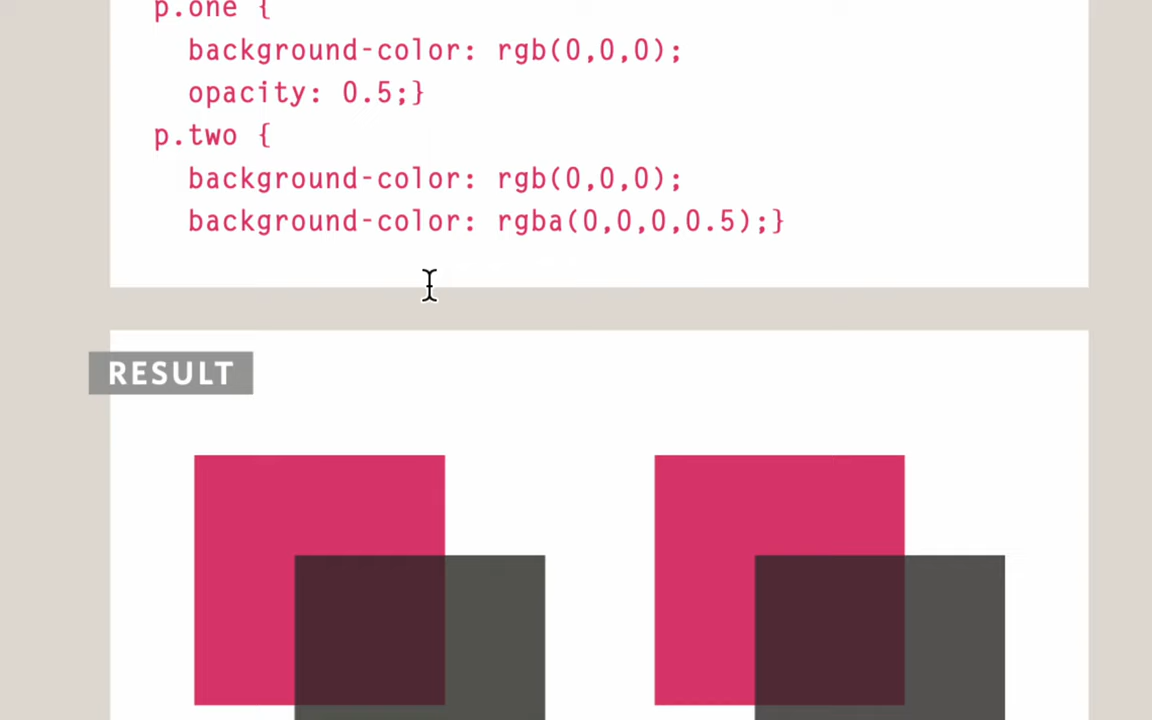 p.one {
background-color: rgb(0,0,0);
opacity: 0.5;}
p.two {
background-color: rgb(0,0,0);
background-color: rgba(0,0,0,0.5);}
RESULT